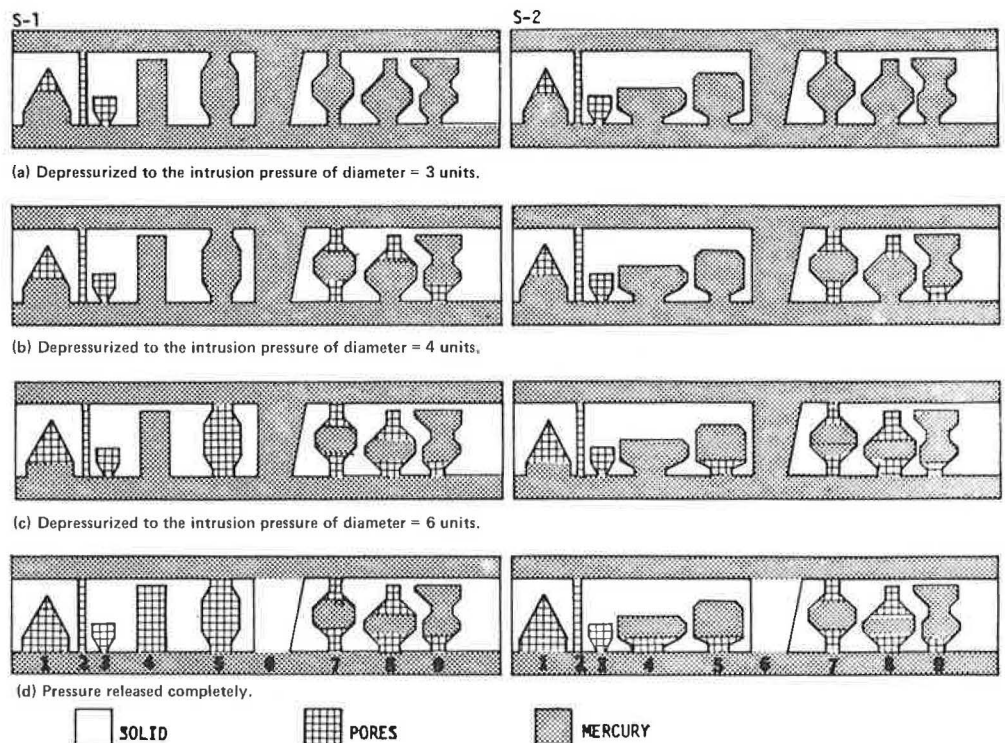 S-1
S-2
(a) Depressurized to the intrusion pressure of diameter = 3 units.
(b) Depressurized to the intrusion pressure of diameter = 4 units.
(c) Depressurized to the intrusion pressure of diameter = 6 units.
1 2 3 4 5 6 7 8 9
1 2 3 4 5 6 7 8 9
(d) Pressure released completely.
SOLID
PORES
MERCURY